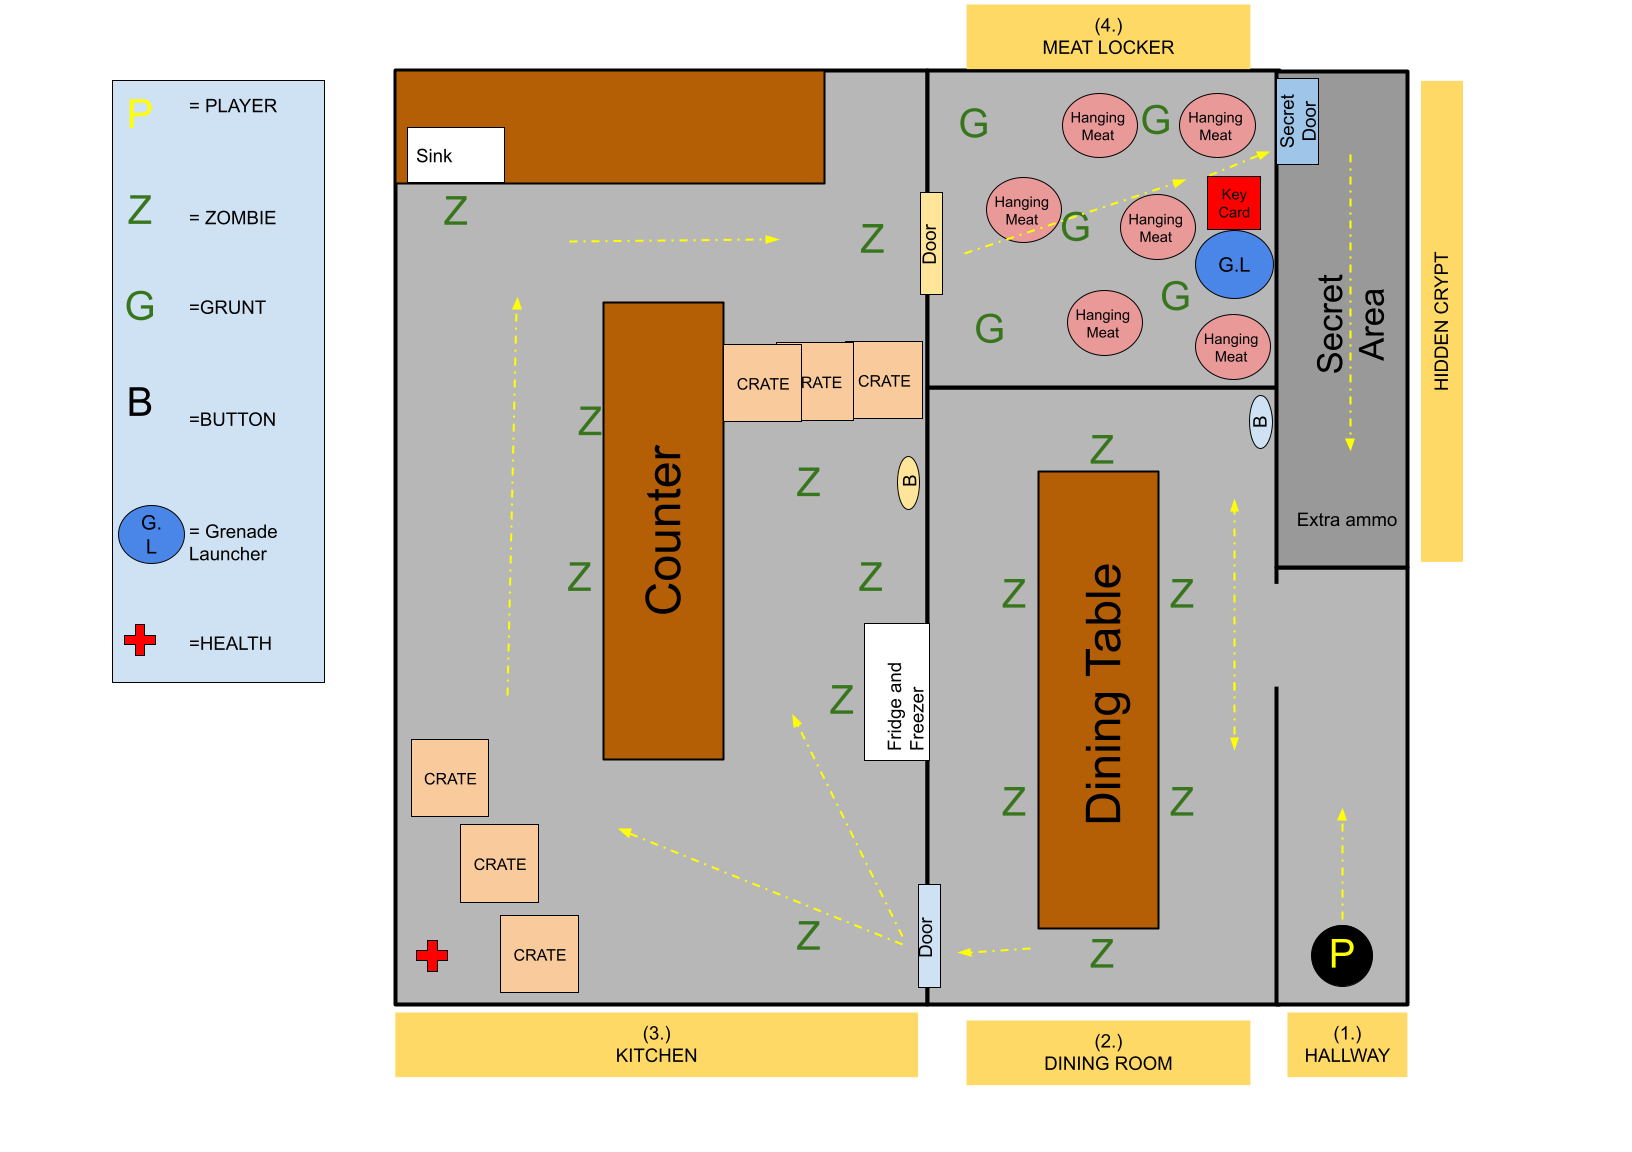 P
= PLAYER
Z
= ZOMBIE
G
=GRUNT
B
=BUTTON
G.
L
= Grenade
Launcher
=HEALTH
(4.)
MEAT LOCKER
Sink
Z
Z
Door
Z
Z
CRATE
RATE
CRATE
Z
B
Z
Z
Counter
Fridge and
Freezer
CRATE
CRATE
CRATE
Z
Door
G
Hanging
Meat
G
Hanging
Meat
Secret
Door
Hanging
Meat
G
Hanging
Meat
Key
Card
G.L
G
G
Hanging
Meat
Hanging
Meat
Secret
Area
HIDDEN CRYPT
Extra ammo
B
Z
Z
Z
Dining Table
Z
Z
Z
P
(3.)
KITCHEN
(2.)
DINING ROOM
(1.)
HALLWAY